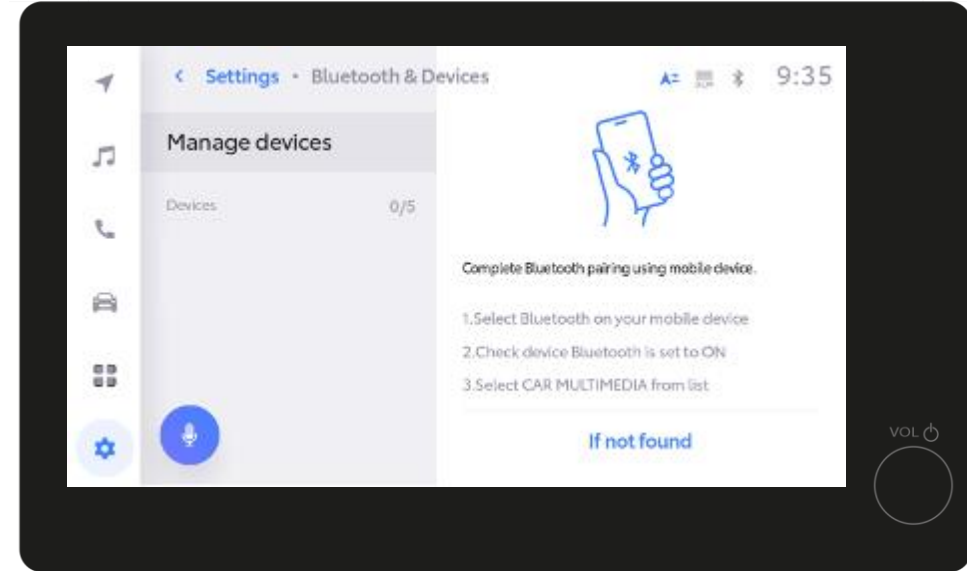 Settings • Bluetooth & Devices
9:35
Manage devices
Devices 0/5
Complete Bluetooth pairing using mobile device.
1.Select Bluetooth on your mobile device
2.Check device Bluetooth is set to ON
3.Select CAR MULTIMEDIA from list
If not found
VOL